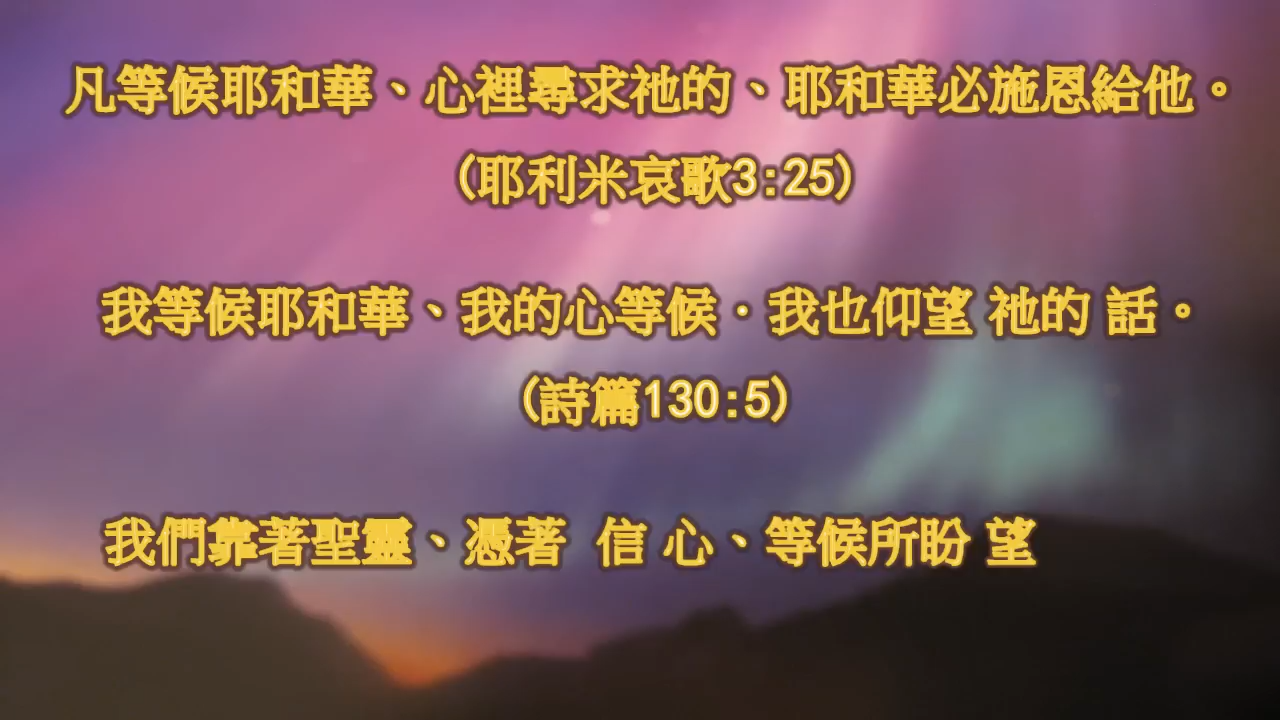 凡等候耶和華、心裡尋求祂的、耶和華必施恩給他。
(耶利米哀歌3:25)
我等候耶和華、我的心等候．我也仰望 祂的 話。
(詩篇130:5)
我們靠著聖靈、憑著 信 心、等候所盼 望